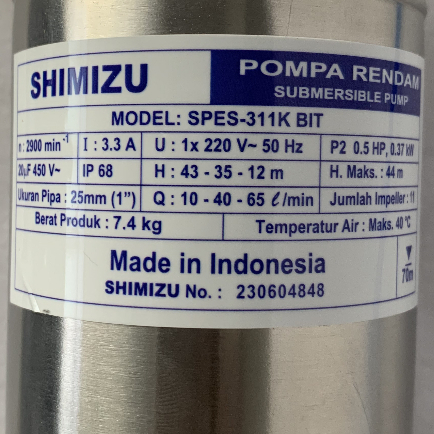 SHIMIZU
POMPA RENDAM
SUBMERSIBLE PUMP
MODEL: SPES-311K BIT
n : 2900 min⁻¹ I : 3.3 A U : 1x 220 V~ 50 Hz P2 0.5 HP, 0.37 kW
20µF 450 V~ IP 68 H : 43 - 35 - 12 m H. Maks. : 44 m
Ukuran Pipa : 25mm (1") Q : 10 - 40 - 65 ℓ/min Jumlah Impeller : 11
Berat Produk : 7.4 kg Temperatur Air : Maks. 40 °C
Made in Indonesia
70m
SHIMIZU No. : 230604848